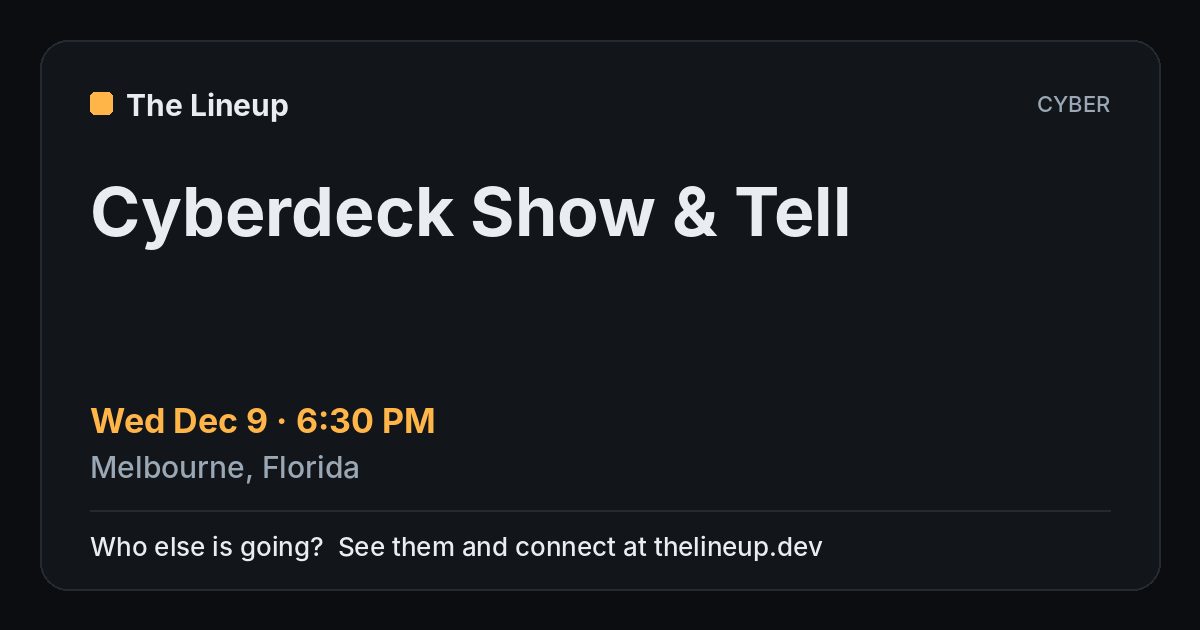 The Lineup
CYBER
Cyberdeck Show & Tell
Wed Dec 9 · 6:30 PM
Melbourne, Florida
Who else is going? See them and connect at thelineup.dev